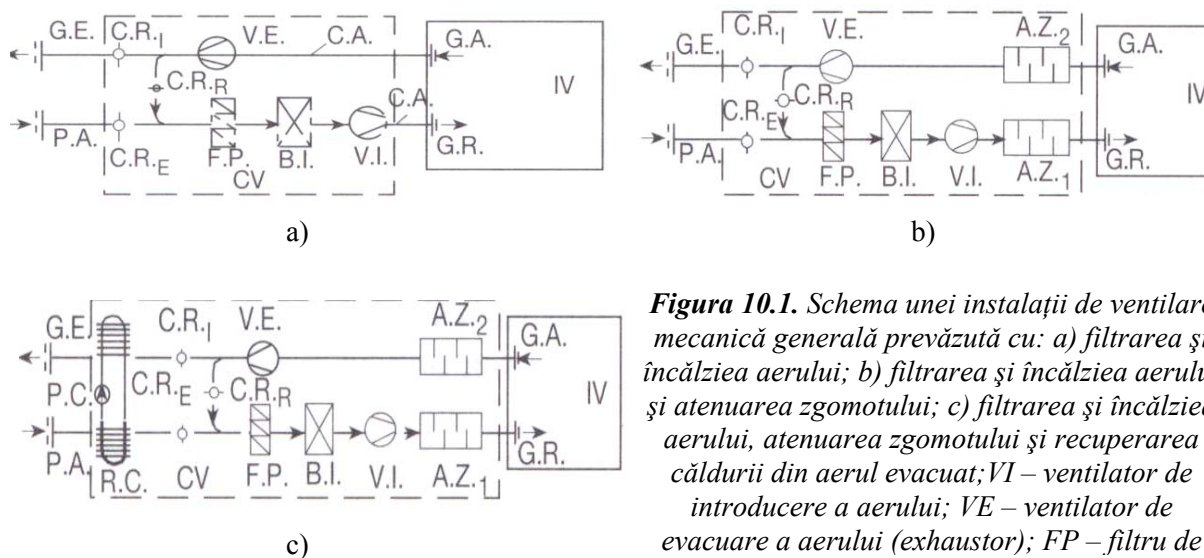 G.E. C.R.I V.E. C.A. G.A.
C.R.R IV
C.A.
P.A. C.R.E F.P. B.I. V.I. G.R.
CV
a)
C.R.I V.E. A.Z.2
G.E. G.A.
C.R.R IV
C.R.E
P.A. CV F.P. B.I. V.I. A.Z.1 G.R.
b)
G.E. C.R.I V.E. A.Z.2 G.A.
P.C. C.R.E C.R.R IV
P.A. R.C. CV F.P. B.I. V.I. A.Z.1 G.R.
c)
Figura 10.1. Schema unei instalații de ventilare
mecanică generală prevăzută cu: a) filtrarea şi
încălziea aerului; b) filtrarea şi încălziea aerului
şi atenuarea zgomotului; c) filtrarea şi încălziea
aerului, atenuarea zgomotului şi recuperarea
căldurii din aerul evacuat;VI – ventilator de
introducere a aerului; VE – ventilator de
evacuare a aerului (exhaustor); FP – filtru de